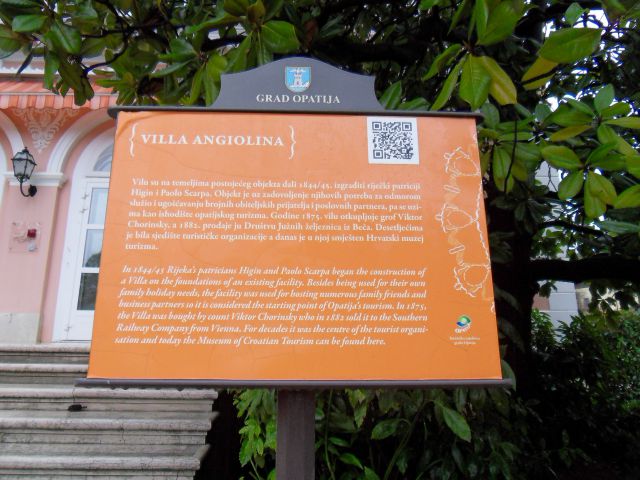 GRAD OPATIJA
{VILLA ANGIOLINA}
Vilu su na temeljima postojećeg objekta dali 1844/45. izgraditi riječki patriciji
Higin i Paolo Scarpa. Objekt je uz zadovoljenje njihovih potreba za odmorom
služio i ugošćavanju brojnih obiteljskih prijatelja i poslovnih partnera, pa se uzi-
ma kao ishodište opatijskog turizma. Godine 1875. vilu otkupljuje grof Viktor
Chorinsky, a 1882. prodaje ju Društvu Južnih željeznica iz Beča. Desetljećima
je bila sjedište turističke organizacije a danas je u njoj smješten Hrvatski muzej
turizma.
In 1844/45 Rijeka's patricians Higin and Paolo Scarpa began the construction of
a Villa on the foundations of an existing facility. Besides being used for their own
family holiday needs, the facility was used for hosting numerous family friends and
business partners so it is considered the starting point of Opatija's tourism. In 1875,
the Villa was bought by count Viktor Chorinsky who in 1882 sold it to the Southern
Railway Company from Vienna. For decades it was the centre of the tourist organi-
sation and today the Museum of Croatian Tourism can be found here.